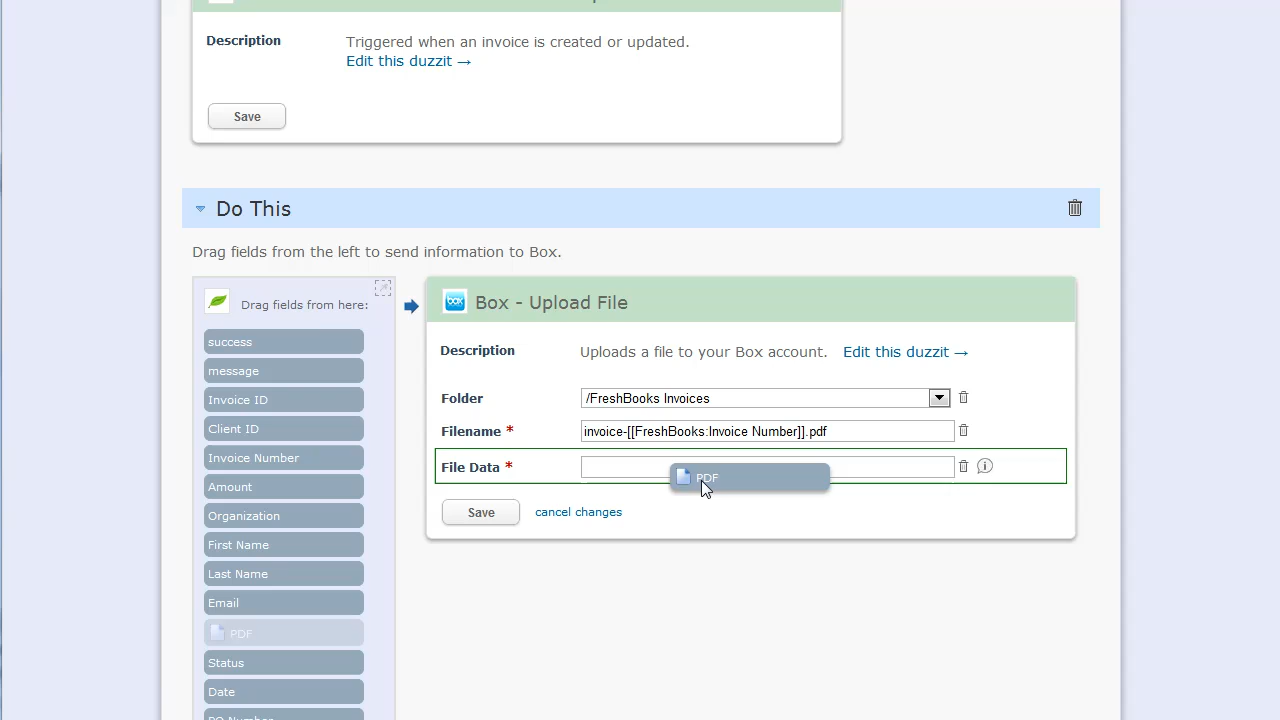 Description
Triggered when an invoice is created or updated.
Edit this duzzit →
Save
Do This
Drag fields from the left to send information to Box.
Drag fields from here:
success
message
Invoice ID
Client ID
Invoice Number
Amount
Organization
First Name
Last Name
Email
PDF
Status
Date
PO Number
box
Box - Upload File
Description
Uploads a file to your Box account. Edit this duzzit →
Folder
/FreshBooks Invoices
Filename *
invoice-[[FreshBooks:Invoice Number]].pdf
File Data *
PDF
Save
cancel changes